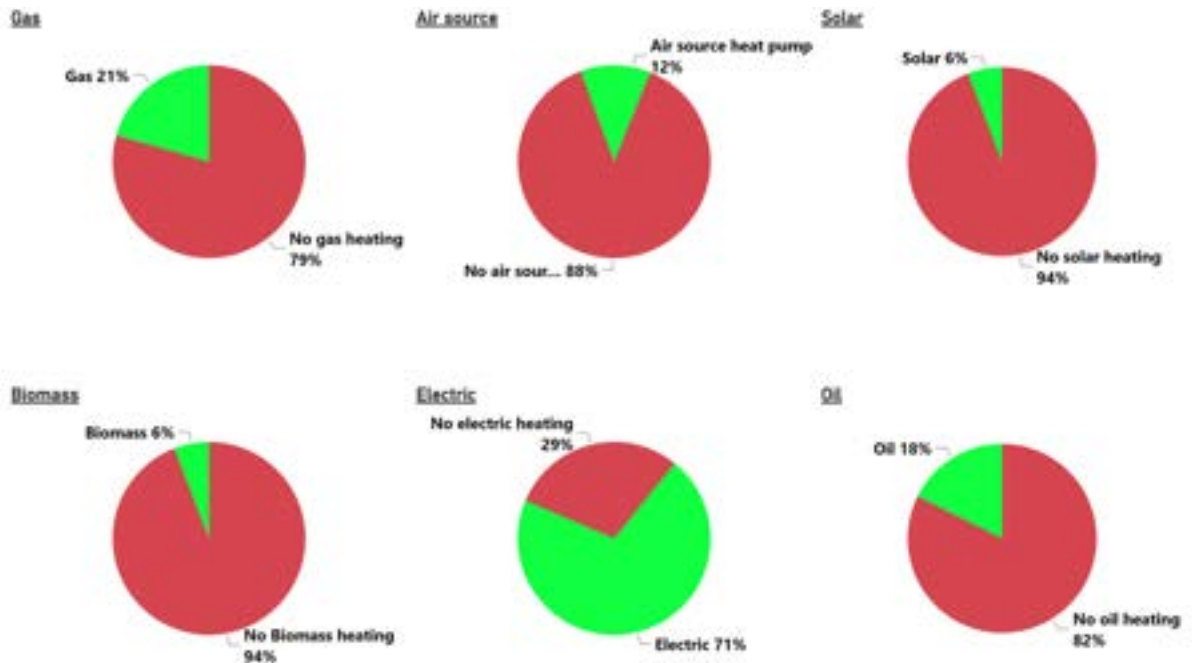 Gas
Gas 21%
No gas heating
79%
Air source
Air source heat pump
12%
No air sour... 88%
Solar
Solar 6%
No solar heating
94%
Biomass
Biomass 6%
No Biomass heating
94%
Electric
No electric heating
29%
Electric 71%
Oil
Oil 18%
No oil heating
82%